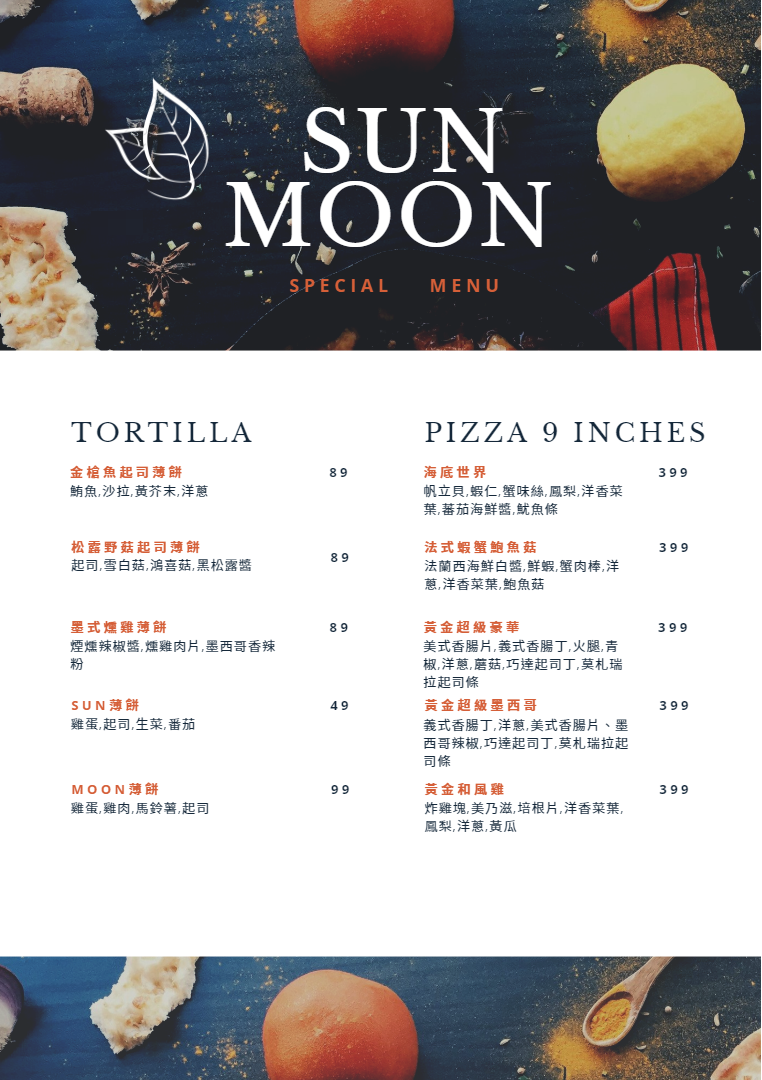 SUN
MOON
SPECIAL MENU
TORTILLA
金槍魚起司薄餅 89
鮪魚,沙拉,黃芥末,洋蔥
松露野菇起司薄餅
起司,雪白菇,鴻喜菇,黑松露醬 89
墨式燻雞薄餅 89
煙燻辣椒醬,燻雞肉片,墨西哥香辣
粉
SUN薄餅 49
雞蛋,起司,生菜,番茄
MOON薄餅 99
雞蛋,雞肉,馬鈴薯,起司
PIZZA 9 INCHES
海底世界 399
帆立貝,蝦仁,蟹味絲,鳳梨,洋香菜
葉,蕃茄海鮮醬,魷魚條
法式蝦蟹鮑魚菇 399
法蘭西海鮮白醬,鮮蝦,蟹肉棒,洋
蔥,洋香菜葉,鮑魚菇
黃金超級豪華 399
美式香腸片,義式香腸丁,火腿,青
椒,洋蔥,蘑菇,巧達起司丁,莫札瑞
拉起司條
黃金超級墨西哥 399
義式香腸丁,洋蔥,美式香腸片、墨
西哥辣椒,巧達起司丁,莫札瑞拉起
司條
黃金和風雞 399
炸雞塊,美乃滋,培根片,洋香菜葉,
鳳梨,洋蔥,黃瓜